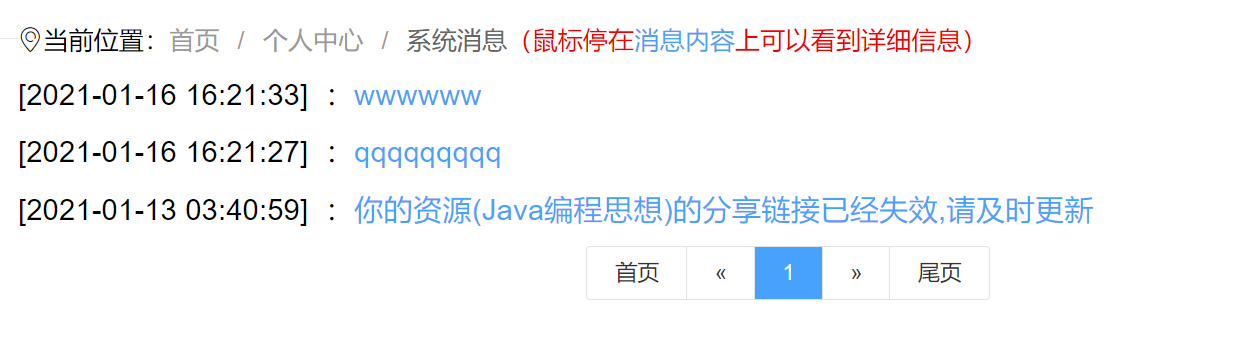 当前位置：首页 / 个人中心 / 系统消息（鼠标停在消息内容上可以看到详细信息）
[2021-01-16 16:21:33] ：wwwwww
[2021-01-16 16:21:27] ：qqqqqqqqq
[2021-01-13 03:40:59] ：你的资源(Java编程思想)的分享链接已经失效,请及时更新
首页 « 1 » 尾页